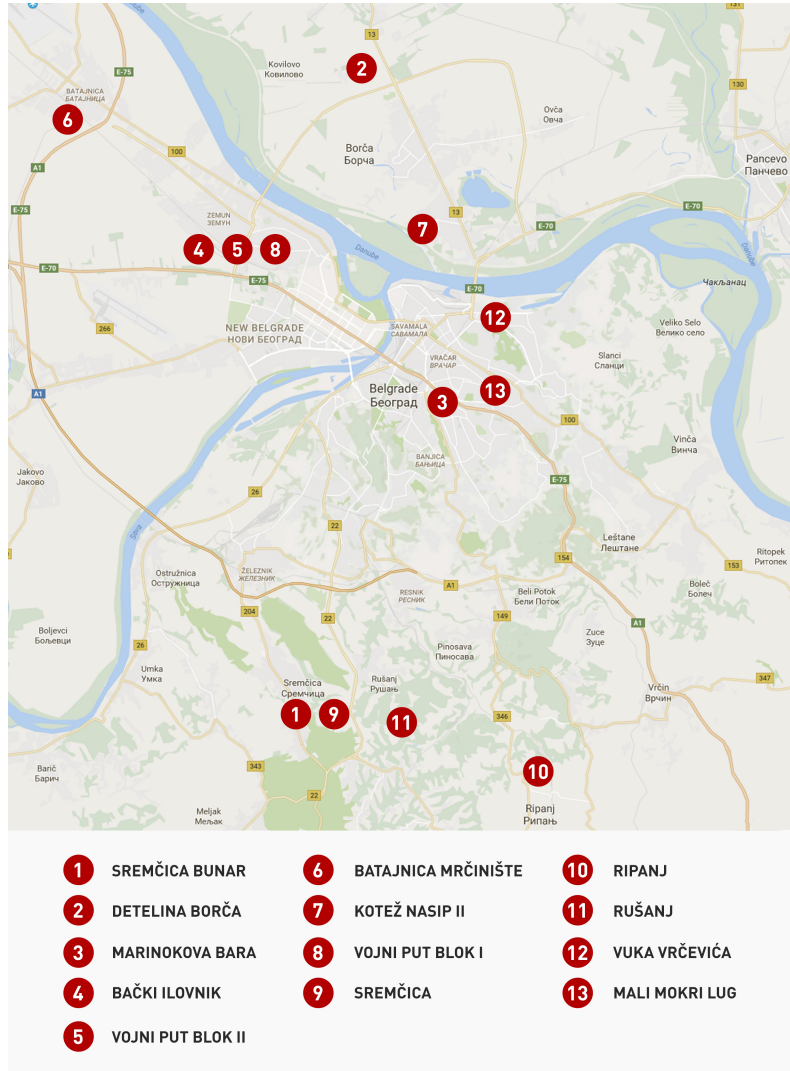 131
13
2
Kovilovo
Ковилово
E-75
130
BATAJNICA
БАТАЈНИЦА
6
Ovča
Овча
100
Borča
Борча
A1
Pancevo
Панчево
E-75
E-70
13
ZEMUN
ЗЕМУН
7
E-70
4
5
8
Danube
Danube
E-70
E-75
Чакљанац
E-70
12
266
NEW BELGRADE
НОВИ БЕОГРАД
SAVAMALA
САВАМАЛА
Veliko Selo
Велико село
VRAČAR
ВРАЧАР
Slanci
Сланци
A1
Belgrade
Београд
3
13
100
Vinča
Винча
BANJICA
БАЊИЦА
Jakovo
Јаково
E-75
26
22
Sava
Leštane
Лештане
154
153
Ritopek
Ритопек
Ostružnica
Остружница
ŽELEZNIK
ЖЕЛЕЗНИК
A1
RESNIK
РЕСНИК
Beli Potok
Бели Поток
Boleč
Болеч
204
22
149
A1
Boljevci
Бољевци
26
Zuce
Зуце
Pinosava
Пиносава
Umka
Умка
Sremčica
Сремчица
Rušanj
Рушањ
347
Vrčin
Врчин
1
9
11
346
343
Barič
Барич
10
22
Meljak
Мељак
Ripanj
Рипањ
1 SREMČICA BUNAR
2 DETELINA BORČA
3 MARINOKOVA BARA
4 BAČKI ILOVNIK
5 VOJNI PUT BLOK II
6 BATAJNICA MRČINIŠTE
7 KOTEŽ NASIP II
8 VOJNI PUT BLOK I
9 SREMČICA
10 RIPANJ
11 RUŠANJ
12 VUKA VRČEVIĆA
13 MALI MOKRI LUG